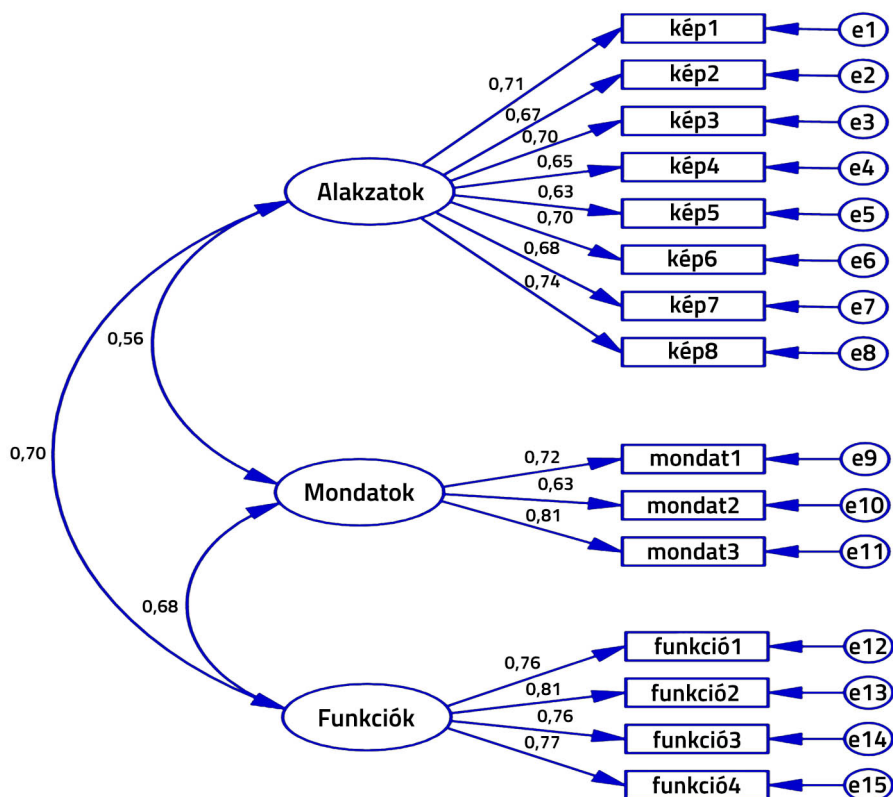 kép1 e1
0,71 kép2 e2
0,67 kép3 e3
0,70
0,65 kép4 e4
Alakzatok
0,63 kép5 e5
0,70
0,68 kép6 e6
0,74 kép7 e7
kép8 e8
0,56
0,70
0,72 mondat1 e9
0,63
Mondatok mondat2 e10
0,81
mondat3 e11
0,68
0,76 funkció1 e12
0,81 funkció2 e13
Funkciók
0,76 funkció3 e14
0,77
funkció4 e15